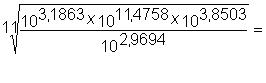 11√(10^3,1863 x 10^11,4758 x 10^3,8503 / 10^2,9694) =